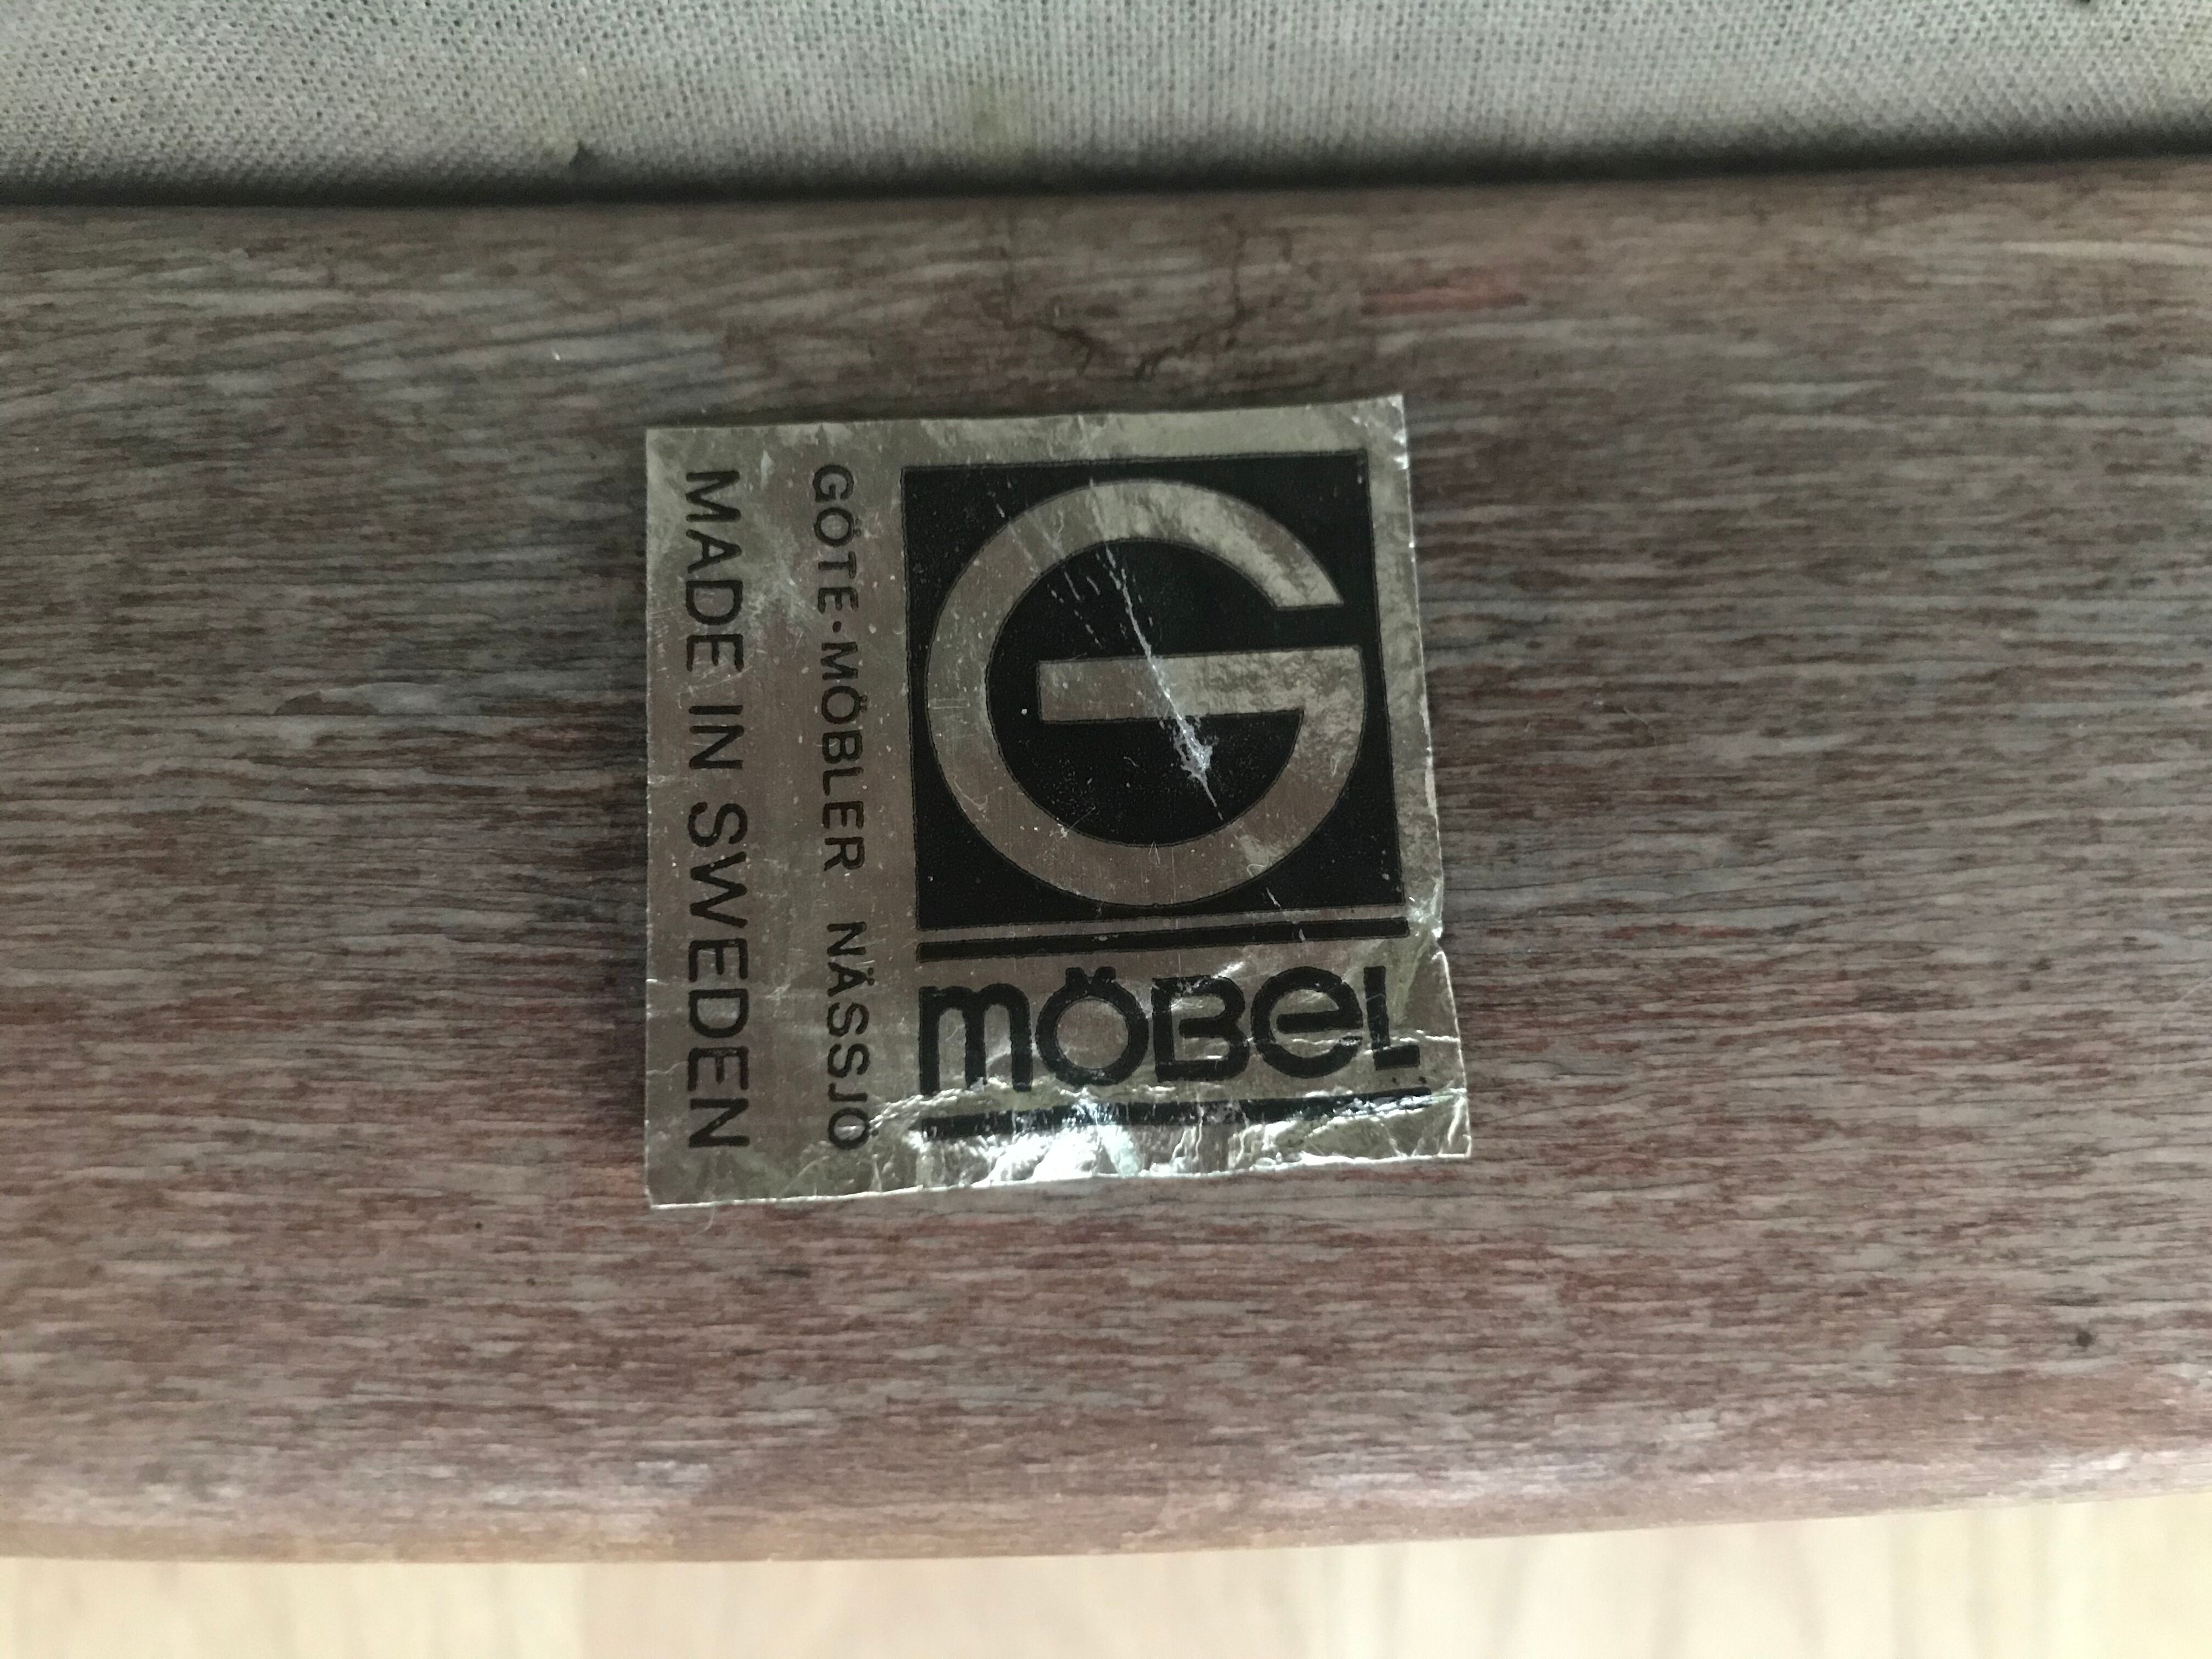 G
MÖBEL
GÖTE·MÖBLER NÄSSJÖ
MADE IN SWEDEN